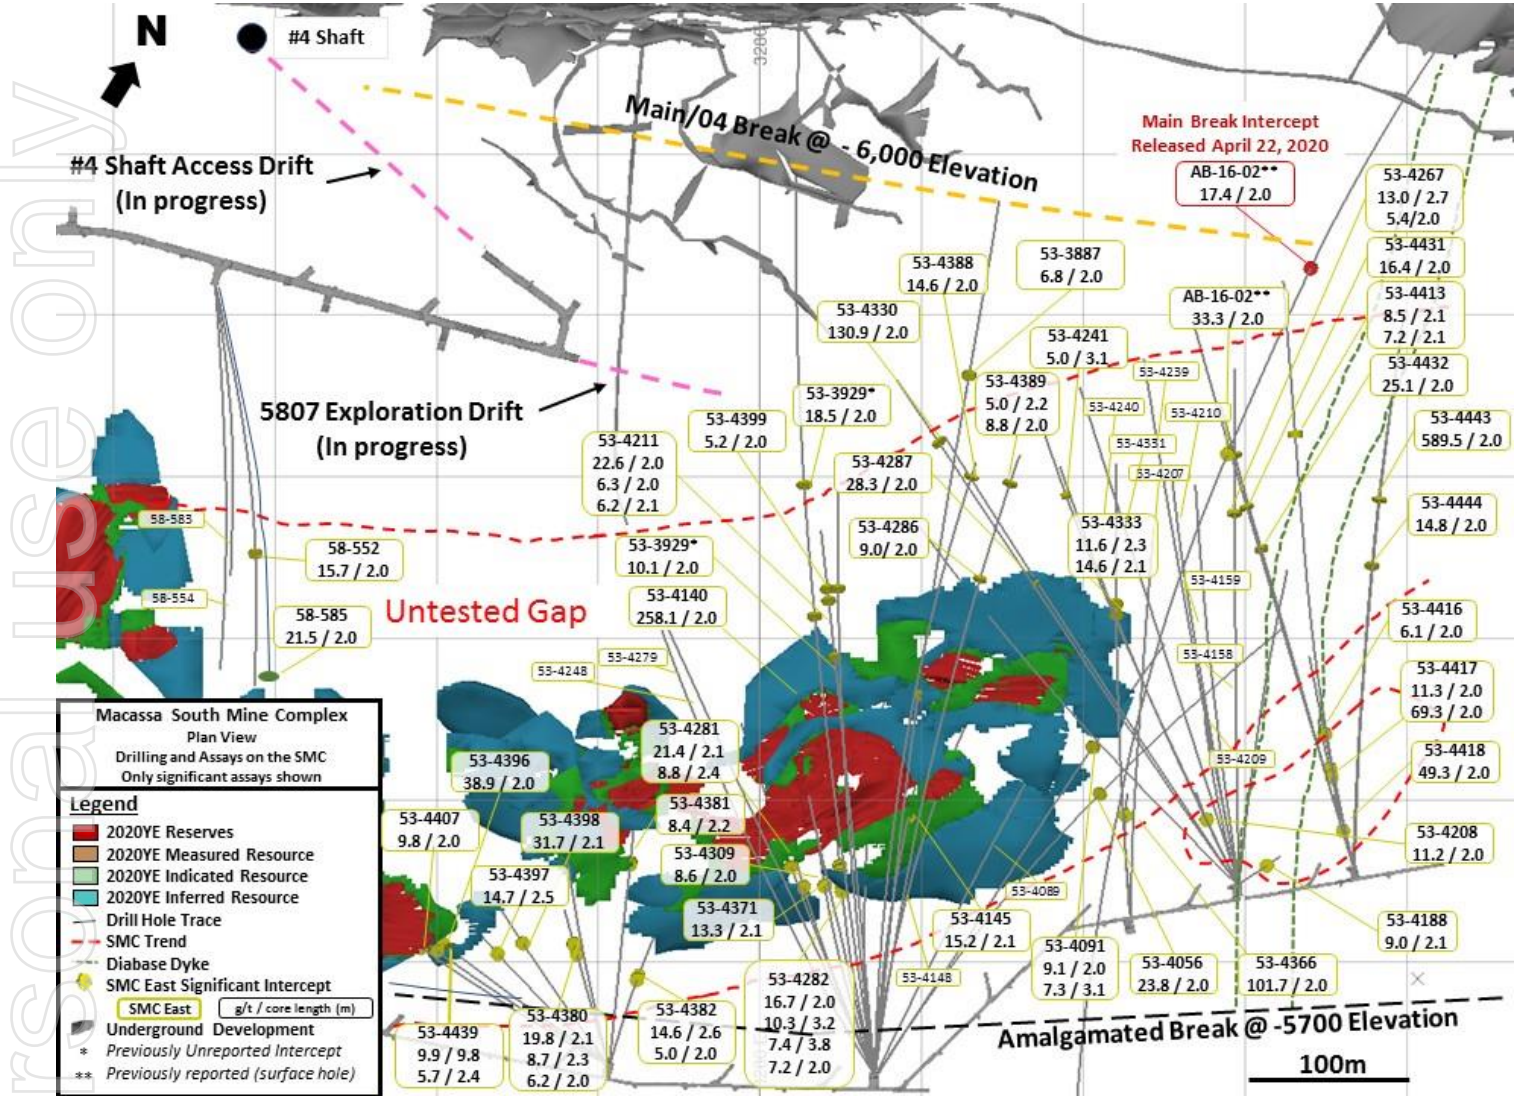 N
#4 Shaft
3280
Main/04 Break @ - 6,000 Elevation
#4 Shaft Access Drift
(In progress)
5807 Exploration Drift
(In progress)
Main Break Intercept
Released April 22, 2020
AB-16-02**
17.4 / 2.0
53-4267
13.0 / 2.7
5.4/2.0
53-4431
16.4 / 2.0
53-4413
8.5 / 2.1
7.2 / 2.1
53-4432
25.1 / 2.0
53-4443
589.5 / 2.0
53-4444
14.8 / 2.0
53-4388
14.6 / 2.0
53-3887
6.8 / 2.0
53-4330
130.9 / 2.0
AB-16-02**
33.3 / 2.0
53-4241
5.0 / 3.1
53-4239
53-4389
5.0 / 2.2
8.8 / 2.0
53-4240
53-4210
53-4331
53-4207
53-3929*
18.5 / 2.0
53-4399
5.2 / 2.0
53-4211
22.6 / 2.0
6.3 / 2.0
6.2 / 2.1
53-4287
28.3 / 2.0
53-4286
9.0/ 2.0
53-4333
11.6 / 2.3
14.6 / 2.1
58-583
58-552
15.7 / 2.0
58-554
58-585
21.5 / 2.0
Untested Gap
53-3929*
10.1 / 2.0
53-4140
258.1 / 2.0
53-4159
53-4158
53-4416
6.1 / 2.0
53-4417
11.3 / 2.0
69.3 / 2.0
53-4418
49.3 / 2.0
53-4209
53-4208
11.2 / 2.0
53-4188
9.0 / 2.1
53-4279
53-4248
53-4281
21.4 / 2.1
8.8 / 2.4
53-4396
38.9 / 2.0
53-4407
9.8 / 2.0
53-4398
31.7 / 2.1
53-4381
8.4 / 2.2
53-4309
8.6 / 2.0
53-4397
14.7 / 2.5
53-4371
13.3 / 2.1
53-4089
53-4145
15.2 / 2.1
53-4148
53-4091
9.1 / 2.0
7.3 / 3.1
53-4056
23.8 / 2.0
53-4366
101.7 / 2.0
53-4282
16.7 / 2.0
10.3 / 3.2
7.4 / 3.8
7.2 / 2.0
53-4382
14.6 / 2.6
5.0 / 2.0
53-4380
19.8 / 2.1
8.7 / 2.3
6.2 / 2.0
53-4439
9.9 / 9.8
5.7 / 2.4
Amalgamated Break @ -5700 Elevation
100m
Macassa South Mine Complex
Plan View
Drilling and Assays on the SMC
Only significant assays shown
Legend
2020YE Reserves
2020YE Measured Resource
2020YE Indicated Resource
2020YE Inferred Resource
Drill Hole Trace
SMC Trend
Diabase Dyke
SMC East Significant Intercept
SMC East
g/t / core length (m)
Underground Development
* Previously Unreported Intercept
** Previously reported (surface hole)
rsonal use only